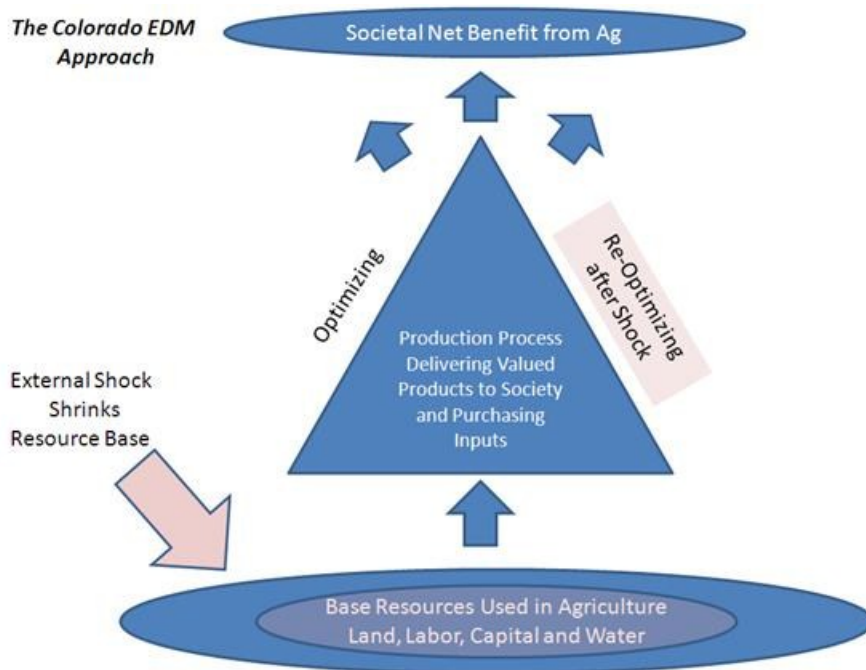 The Colorado EDM
Approach
Societal Net Benefit from Ag
Optimizing
Re-Optimizing
after Shock
Production Process
Delivering Valued
Products to Society
and Purchasing
Inputs
External Shock
Shrinks
Resource Base
Base Resources Used in Agriculture
Land, Labor, Capital and Water